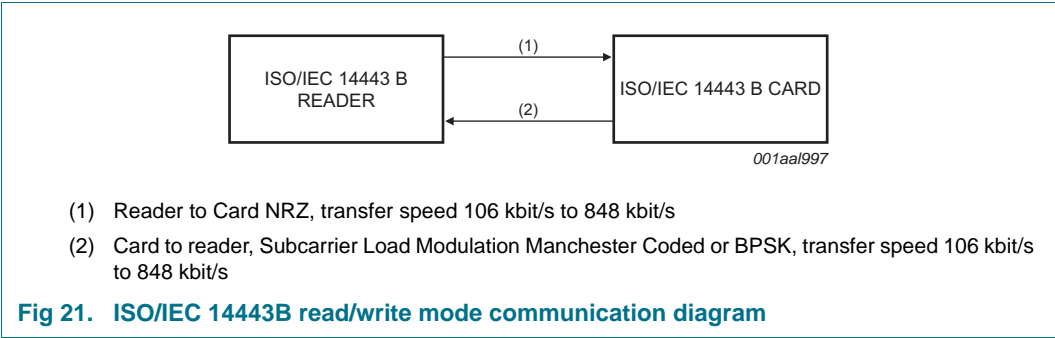 (1)
ISO/IEC 14443 B
READER
ISO/IEC 14443 B CARD
(2)
001aal997
(1) Reader to Card NRZ, transfer speed 106 kbit/s to 848 kbit/s
(2) Card to reader, Subcarrier Load Modulation Manchester Coded or BPSK, transfer speed 106 kbit/s
to 848 kbit/s
Fig 21. ISO/IEC 14443B read/write mode communication diagram